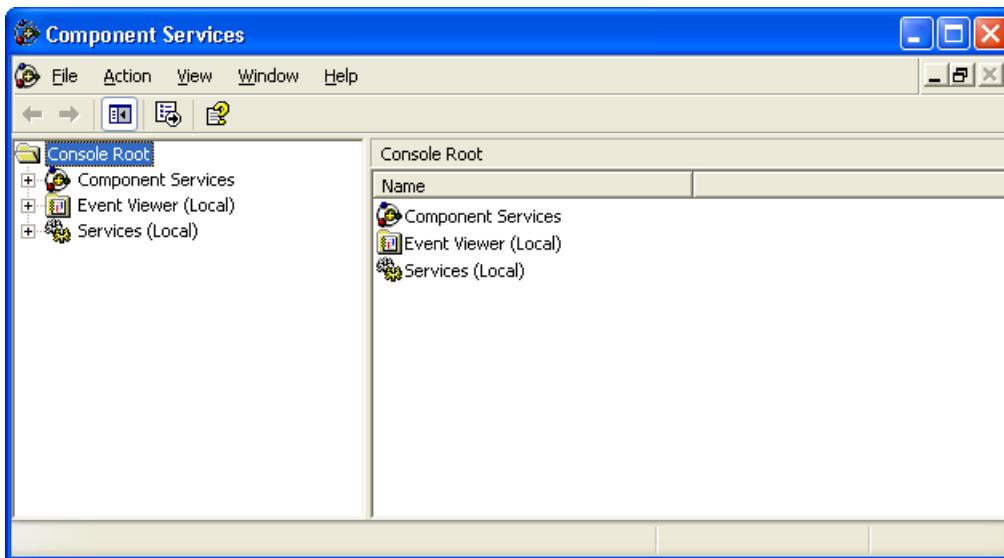 Component Services
File Action View Window Help
Console Root
Component Services
Event Viewer (Local)
Services (Local)
Console Root
Name
Component Services
Event Viewer (Local)
Services (Local)